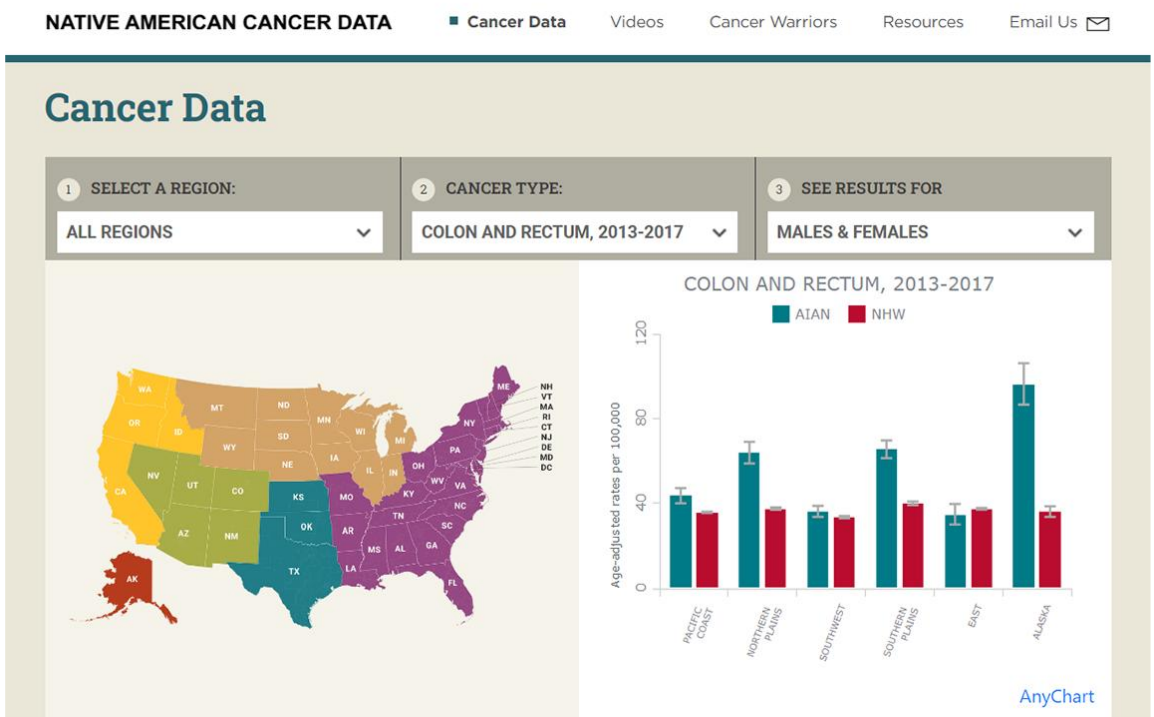 NATIVE AMERICAN CANCER DATA
Cancer Data
Videos
Cancer Warriors
Resources
Email Us
Cancer Data
1 SELECT A REGION:
ALL REGIONS
2 CANCER TYPE:
COLON AND RECTUM, 2013-2017
3 SEE RESULTS FOR
MALES & FEMALES
WA
OR
ID
CA
MT
ND
MN
SD
WY
WI
MI
NE
IA
IL
IN
NV
UT
CO
AZ
NM
KS
OK
TX
MO
AR
LA
MS
AL
GA
FL
TN
KY
SC
NC
VA
WV
OH
PA
NY
ME
NH
VT
MA
RI
CT
NJ
DE
MD
DC
AK
COLON AND RECTUM, 2013-2017
AIAN
NHW
Age-adjusted rates per 100,000
120
80
40
0
PACIFIC
COAST
NORTHERN
PLAINS
SOUTHWEST
SOUTHERN
PLAINS
EAST
ALASKA
AnyChart